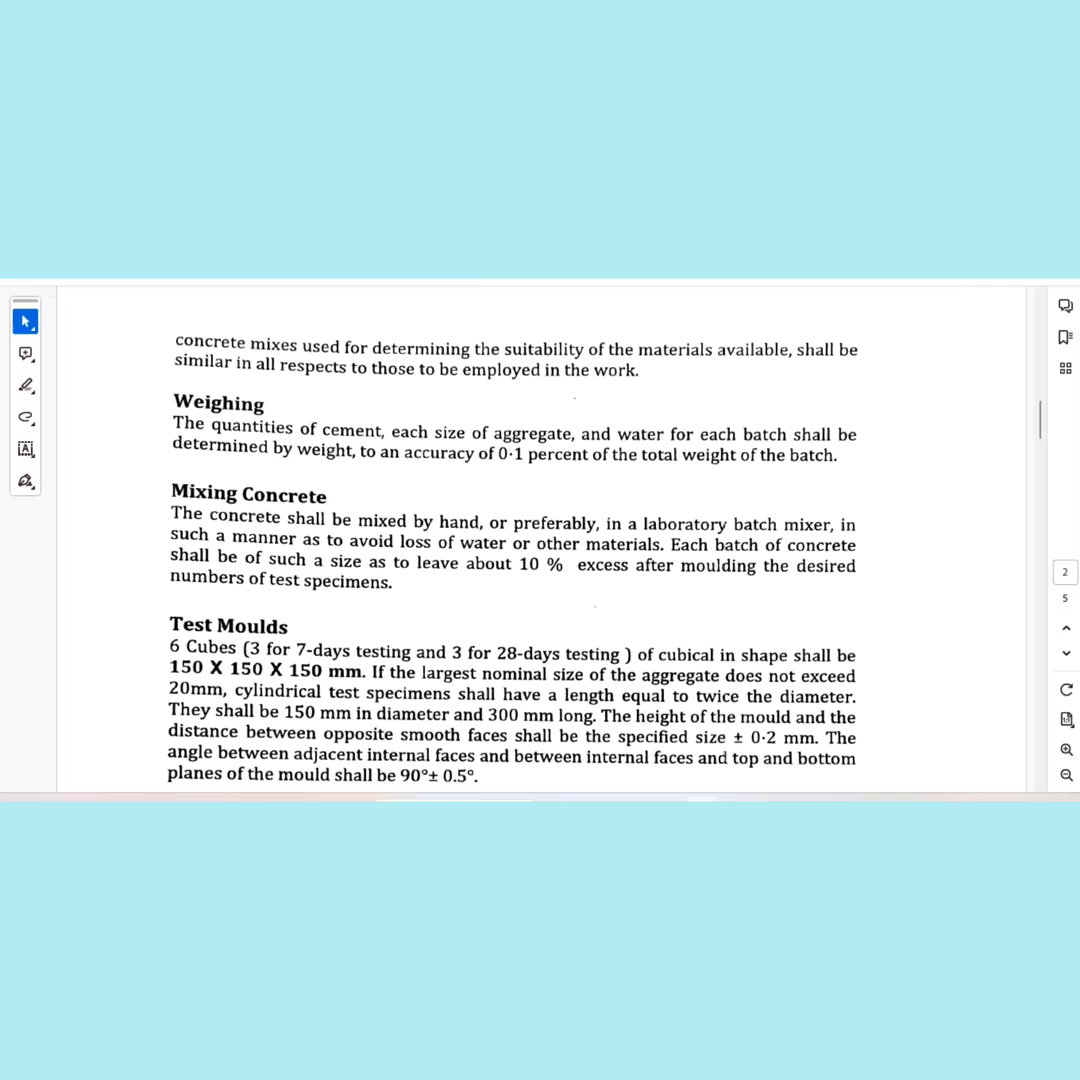 concrete mixes used for determining the suitability of the materials available, shall be
similar in all respects to those to be employed in the work.
Weighing
The quantities of cement, each size of aggregate, and water for each batch shall be
determined by weight, to an accuracy of 0·1 percent of the total weight of the batch.
Mixing Concrete
The concrete shall be mixed by hand, or preferably, in a laboratory batch mixer, in
such a manner as to avoid loss of water or other materials. Each batch of concrete
shall be of such a size as to leave about 10 % excess after moulding the desired
numbers of test specimens.
Test Moulds
6 Cubes (3 for 7-days testing and 3 for 28-days testing ) of cubical in shape shall be
150 X 150 X 150 mm. If the largest nominal size of the aggregate does not exceed
20mm, cylindrical test specimens shall have a length equal to twice the diameter.
They shall be 150 mm in diameter and 300 mm long. The height of the mould and the
distance between opposite smooth faces shall be the specified size ± 0·2 mm. The
angle between adjacent internal faces and between internal faces and top and bottom
planes of the mould shall be 90°± 0.5°.
2
5